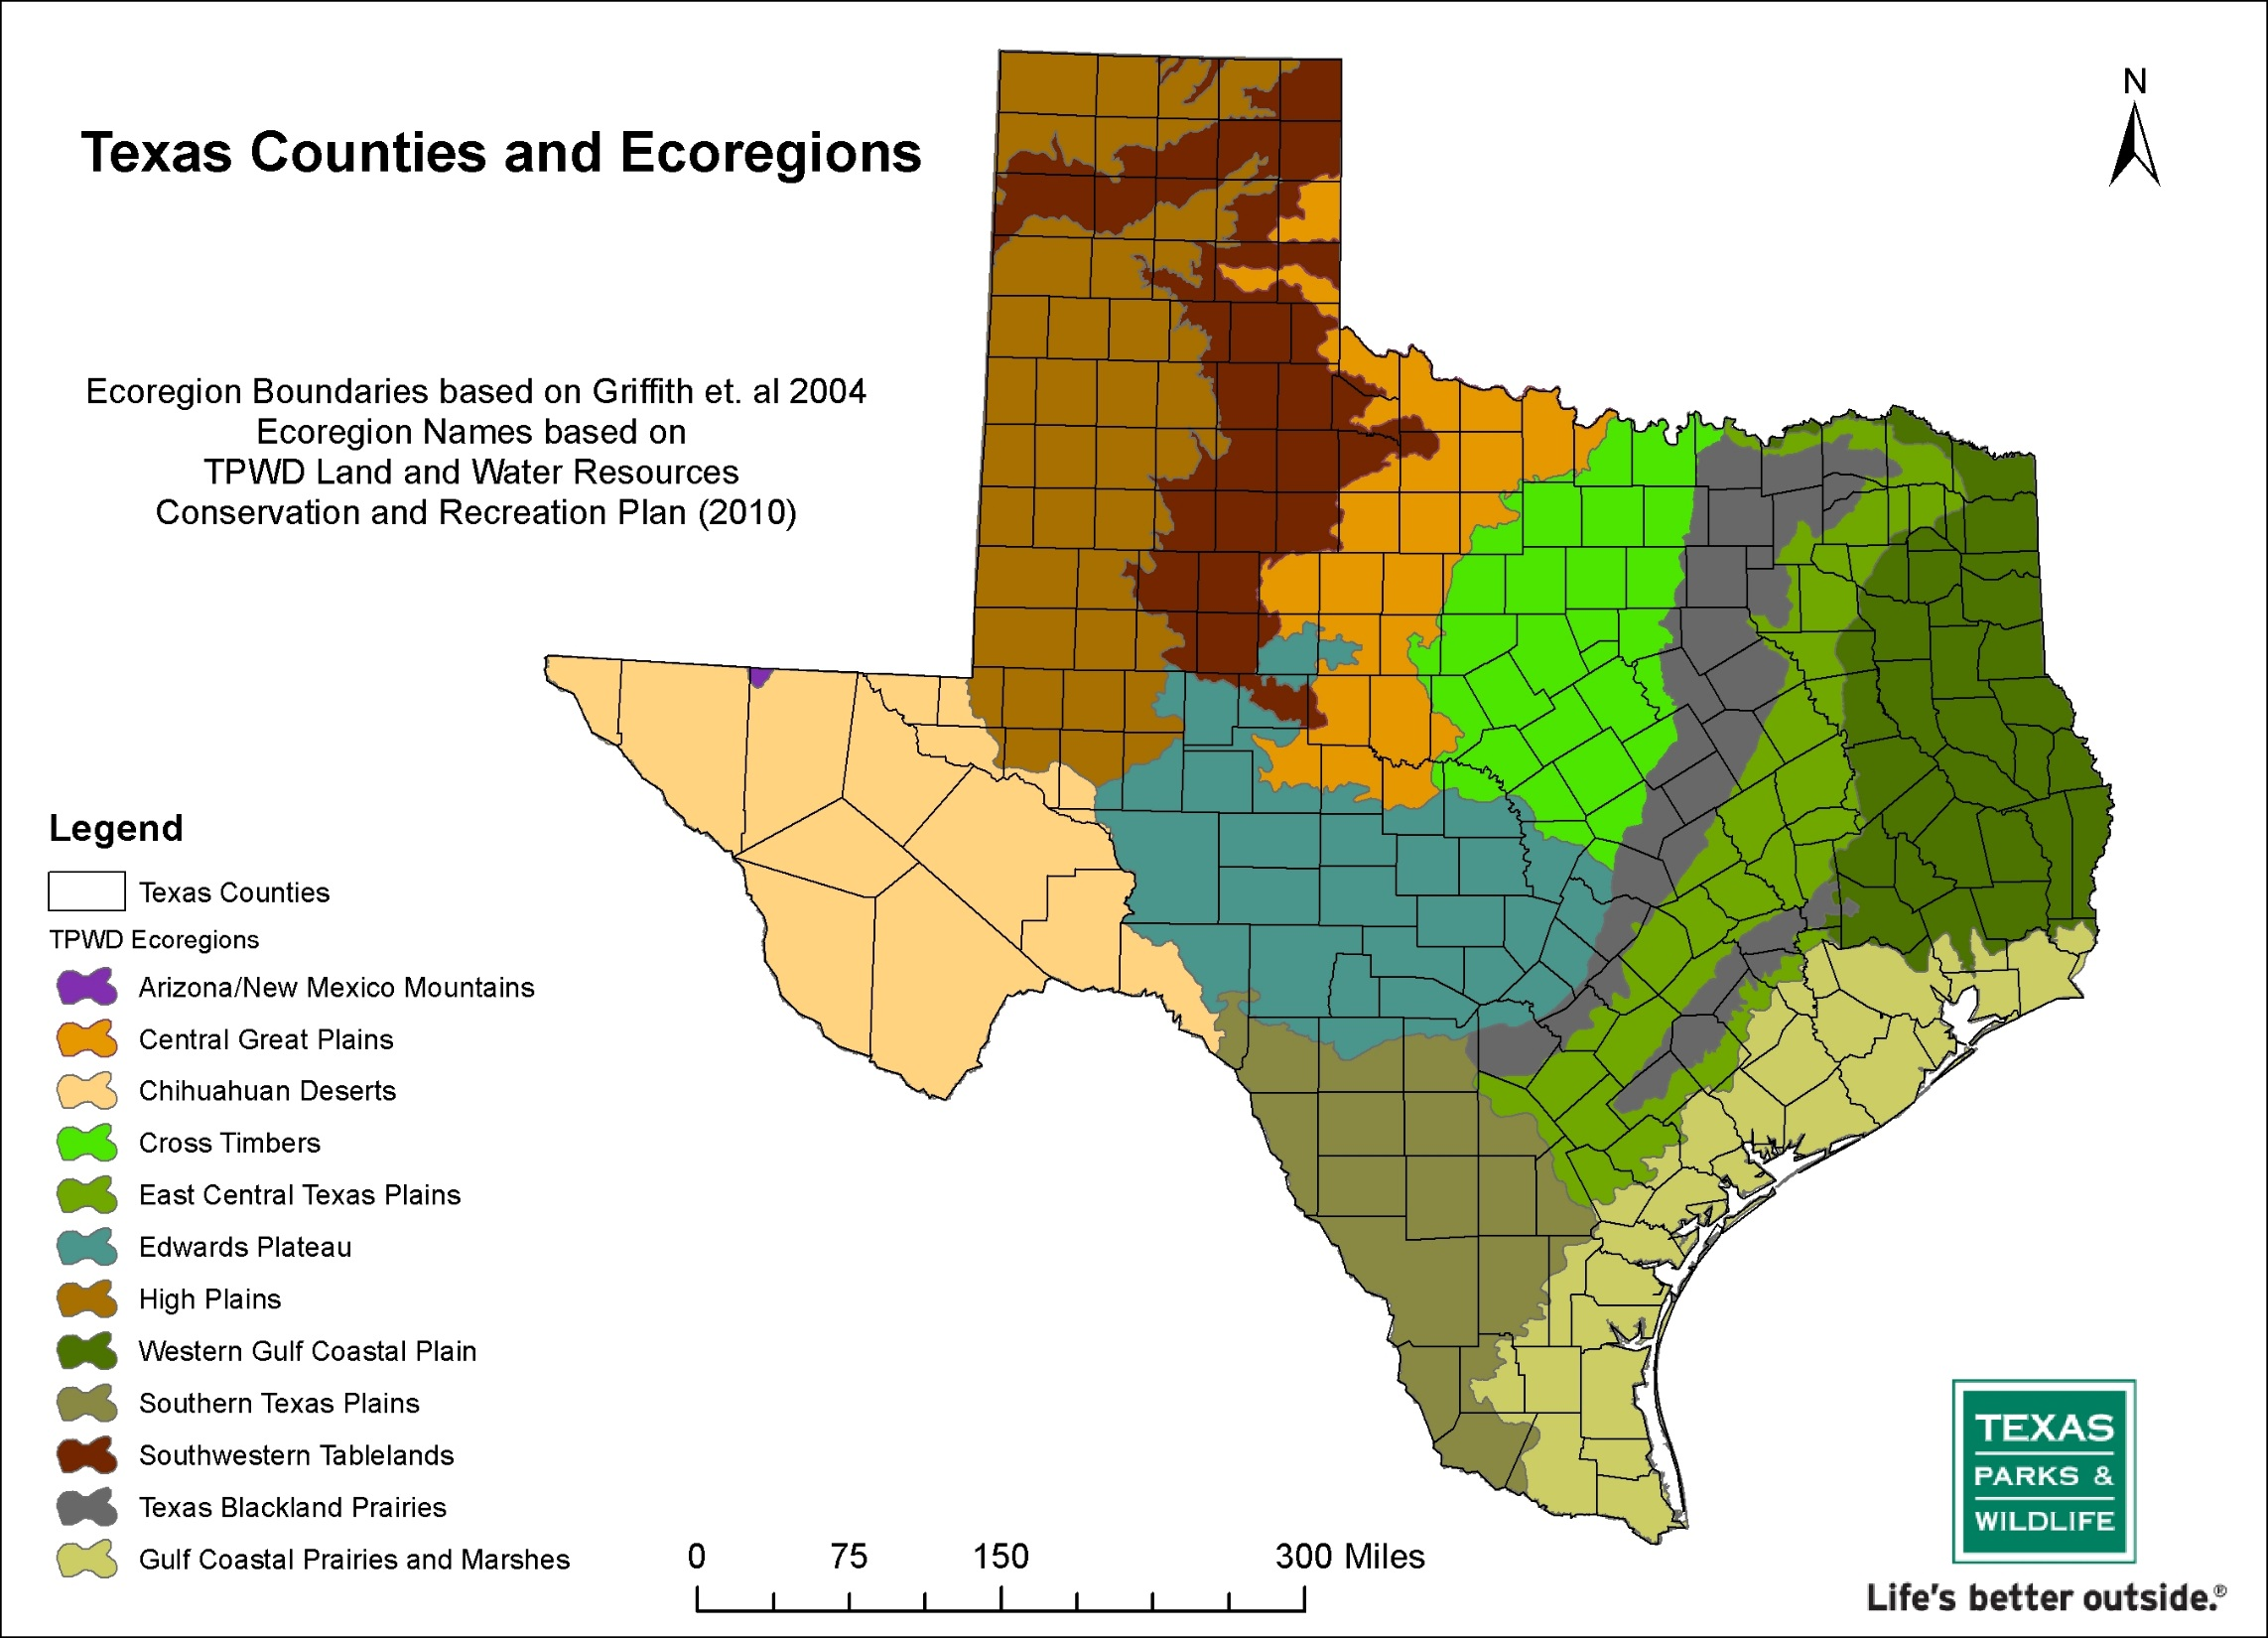 Texas Counties and Ecoregions
N
Ecoregion Boundaries based on Griffith et. al 2004
Ecoregion Names based on
TPWD Land and Water Resources
Conservation and Recreation Plan (2010)
Legend
Texas Counties
TPWD Ecoregions
Arizona/New Mexico Mountains
Central Great Plains
Chihuahuan Deserts
Cross Timbers
East Central Texas Plains
Edwards Plateau
High Plains
Western Gulf Coastal Plain
Southern Texas Plains
Southwestern Tablelands
Texas Blackland Prairies
Gulf Coastal Prairies and Marshes
0 75 150 300 Miles
TEXAS
PARKS &
WILDLIFE
Life's better outside.®